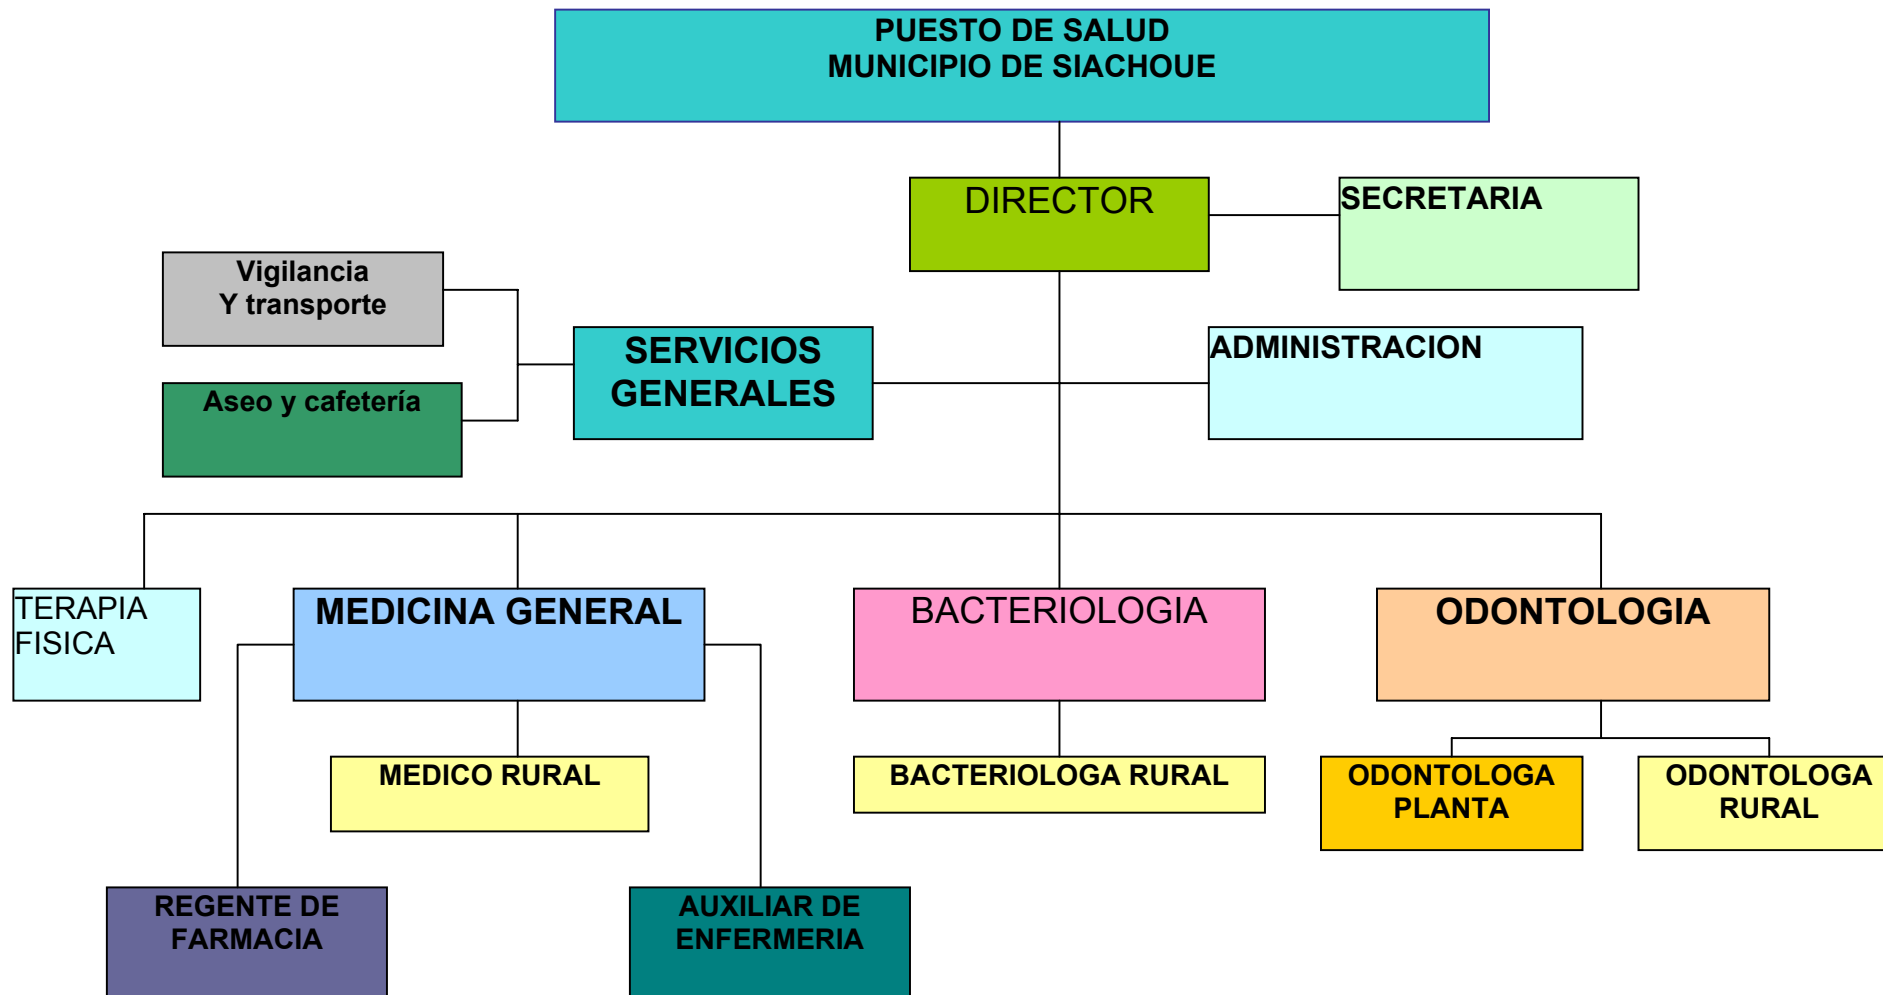 PUESTO DE SALUD
MUNICIPIO DE SIACHOUE
DIRECTOR
SECRETARIA
Vigilancia
Y transporte
SERVICIOS
GENERALES
ADMINISTRACION
Aseo y cafetería
TERAPIA
FISICA
MEDICINA GENERAL
BACTERIOLOGIA
ODONTOLOGIA
MEDICO RURAL
BACTERIOLOGA RURAL
ODONTOLOGA
PLANTA
ODONTOLOGA
RURAL
REGENTE DE
FARMACIA
AUXILIAR DE
ENFERMERIA